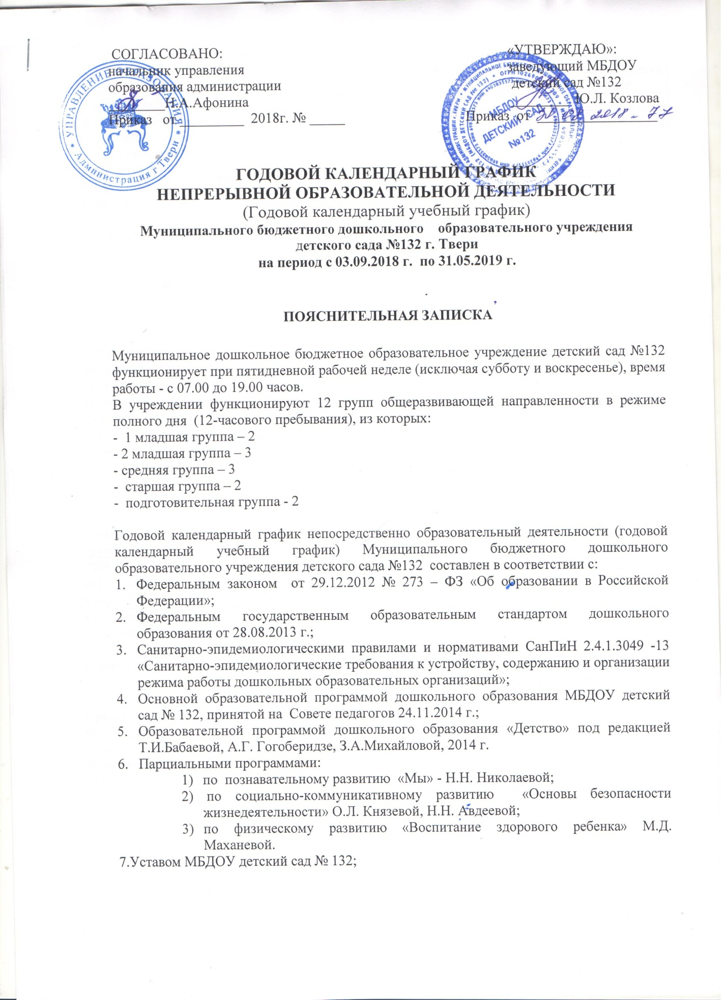 СОГЛАСОВАНО:
начальник управления
образования администрации
________Н.А.Афонина
Приказ от _________ 2018г. № _____
«УТВЕРЖДАЮ»:
заведующий МБДОУ
детский сад №132
_________Ю.Л. Козлова
Приказ от 2018 - 77
УПРАВЛЕНИЕ ОБРАЗОВАНИЯ
* Администрация г Твери *
МБДОУ
ДЕТСКИЙ САД
№132
ГОДОВОЙ КАЛЕНДАРНЫЙ ГРАФИК
НЕПРЕРЫВНОЙ ОБРАЗОВАТЕЛЬНОЙ ДЕЯТЕЛЬНОСТИ
(Годовой календарный учебный график)
Муниципального бюджетного дошкольного образовательного учреждения
детского сада №132 г. Твери
на период с 03.09.2018 г. по 31.05.2019 г.
ПОЯСНИТЕЛЬНАЯ ЗАПИСКА
Муниципальное дошкольное бюджетное образовательное учреждение детский сад №132
функционирует при пятидневной рабочей неделе (исключая субботу и воскресенье), время
работы - с 07.00 до 19.00 часов.
В учреждении функционируют 12 групп общеразвивающей направленности в режиме
полного дня (12-часового пребывания), из которых:
- 1 младшая группа – 2
- 2 младшая группа – 3
- средняя группа – 3
- старшая группа – 2
- подготовительная группа - 2
Годовой календарный график непосредственно образовательный деятельности (годовой
календарный учебный график) Муниципального бюджетного дошкольного
образовательного учреждения детского сада №132 составлен в соответствии с:
1. Федеральным законом от 29.12.2012 № 273 – ФЗ «Об образовании в Российской
Федерации»;
2. Федеральным государственным образовательным стандартом дошкольного
образования от 28.08.2013 г.;
3. Санитарно-эпидемиологическими правилами и нормативами СанПиН 2.4.1.3049 -13
«Санитарно-эпидемиологические требования к устройству, содержанию и организации
режима работы дошкольных образовательных организаций»;
4. Основной образовательной программой дошкольного образования МБДОУ детский
сад № 132, принятой на Совете педагогов 24.11.2014 г.;
5. Образовательной программой дошкольного образования «Детство» под редакцией
Т.И.Бабаевой, А.Г. Гогоберидзе, З.А.Михайловой, 2014 г.
6. Парциальными программами:
1) по познавательному развитию «Мы» - Н.Н. Николаевой;
2) по социально-коммуникативному развитию «Основы безопасности
жизнедеятельности» О.Л. Князевой, Н.Н. Авдеевой;
3) по физическому развитию «Воспитание здорового ребенка» М.Д.
Маханевой.
7.Уставом МБДОУ детский сад № 132;